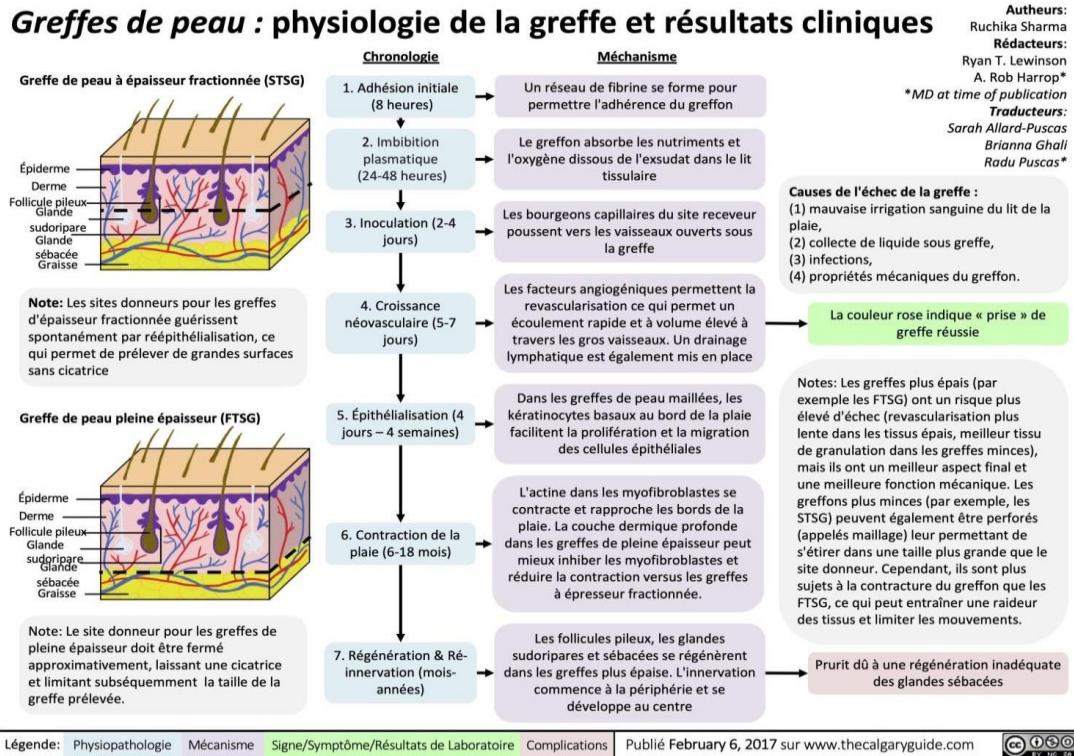 Greffes de peau : physiologie de la greffe et résultats cliniques
Autheurs:
Ruchika Sharma
Rédacteurs:
Ryan T. Lewinson
A. Rob Harrop*
*MD at time of publication
Traducteurs:
Sarah Allard-Puscas
Brianna Ghali
Radu Puscas*
Greffe de peau à épaisseur fractionnée (STSG)
Épiderme
Derme
Follicule pileux
Glande
sudoripare
Glande
sébacée
Graisse
Note: Les sites donneurs pour les greffes
d'épaisseur fractionnée guérissent
spontanément par réépithélialisation, ce
qui permet de prélever de grandes surfaces
sans cicatrice
Greffe de peau pleine épaisseur (FTSG)
Épiderme
Derme
Follicule pileux
Glande
sudoripare
Glande
sébacée
Graisse
Note: Le site donneur pour les greffes de
pleine épaisseur doit être fermé
approximativement, laissant une cicatrice
et limitant subséquemment la taille de la
greffe prélevée.
Chronologie
Méchanisme
1. Adhésion initiale
(8 heures)
Un réseau de fibrine se forme pour
permettre l'adhérence du greffon
2. Imbibition
plasmatique
(24-48 heures)
Le greffon absorbe les nutriments et
l'oxygène dissous de l'exsudat dans le lit
tissulaire
3. Inoculation (2-4
jours)
Les bourgeons capillaires du site receveur
poussent vers les vaisseaux ouverts sous
la greffe
4. Croissance
néovasculaire (5-7
jours)
Les facteurs angiogéniques permettent la
revascularisation ce qui permet un
écoulement rapide et à volume élevé à
travers les gros vaisseaux. Un drainage
lymphatique est également mis en place
5. Épithélialisation (4
jours – 4 semaines)
Dans les greffes de peau maillées, les
kératinocytes basaux au bord de la plaie
facilitent la prolifération et la migration
des cellules épithéliales
6. Contraction de la
plaie (6-18 mois)
L'actine dans les myofibroblastes se
contracte et rapproche les bords de la
plaie. La couche dermique profonde
dans les greffes de pleine épaisseur peut
mieux inhiber les myofibroblastes et
réduire la contraction versus les greffes
à épresseur fractionnée.
7. Régénération & Ré-
innervation (mois-
années)
Les follicules pileux, les glandes
sudoripares et sébacées se régénèrent
dans les greffes plus épaise. L'innervation
commence à la périphérie et se
développe au centre
Causes de l'échec de la greffe :
(1) mauvaise irrigation sanguine du lit de la
plaie,
(2) collecte de liquide sous greffe,
(3) infections,
(4) propriétés mécaniques du greffon.
La couleur rose indique « prise » de
greffe réussie
Notes: Les greffes plus épais (par
exemple les FTSG) ont un risque plus
élevé d'échec (revascularisation plus
lente dans les tissus épais, meilleur tissu
de granulation dans les greffes minces),
mais ils ont un meilleur aspect final et
une meilleure fonction mécanique. Les
greffons plus minces (par exemple, les
STSG) peuvent également être perforés
(appelés maillage) leur permettant de
s'étirer dans une taille plus grande que le
site donneur. Cependant, ils sont plus
sujets à la contracture du greffon que les
FTSG, ce qui peut entraîner une raideur
des tissus et limiter les mouvements.
Prurit dû à une régénération inadéquate
des glandes sébacées
Légende: Physiopathologie Mécanisme Signe/Symptôme/Résultats de Laboratoire Complications Publié February 6, 2017 sur www.thecalgaryguide.com